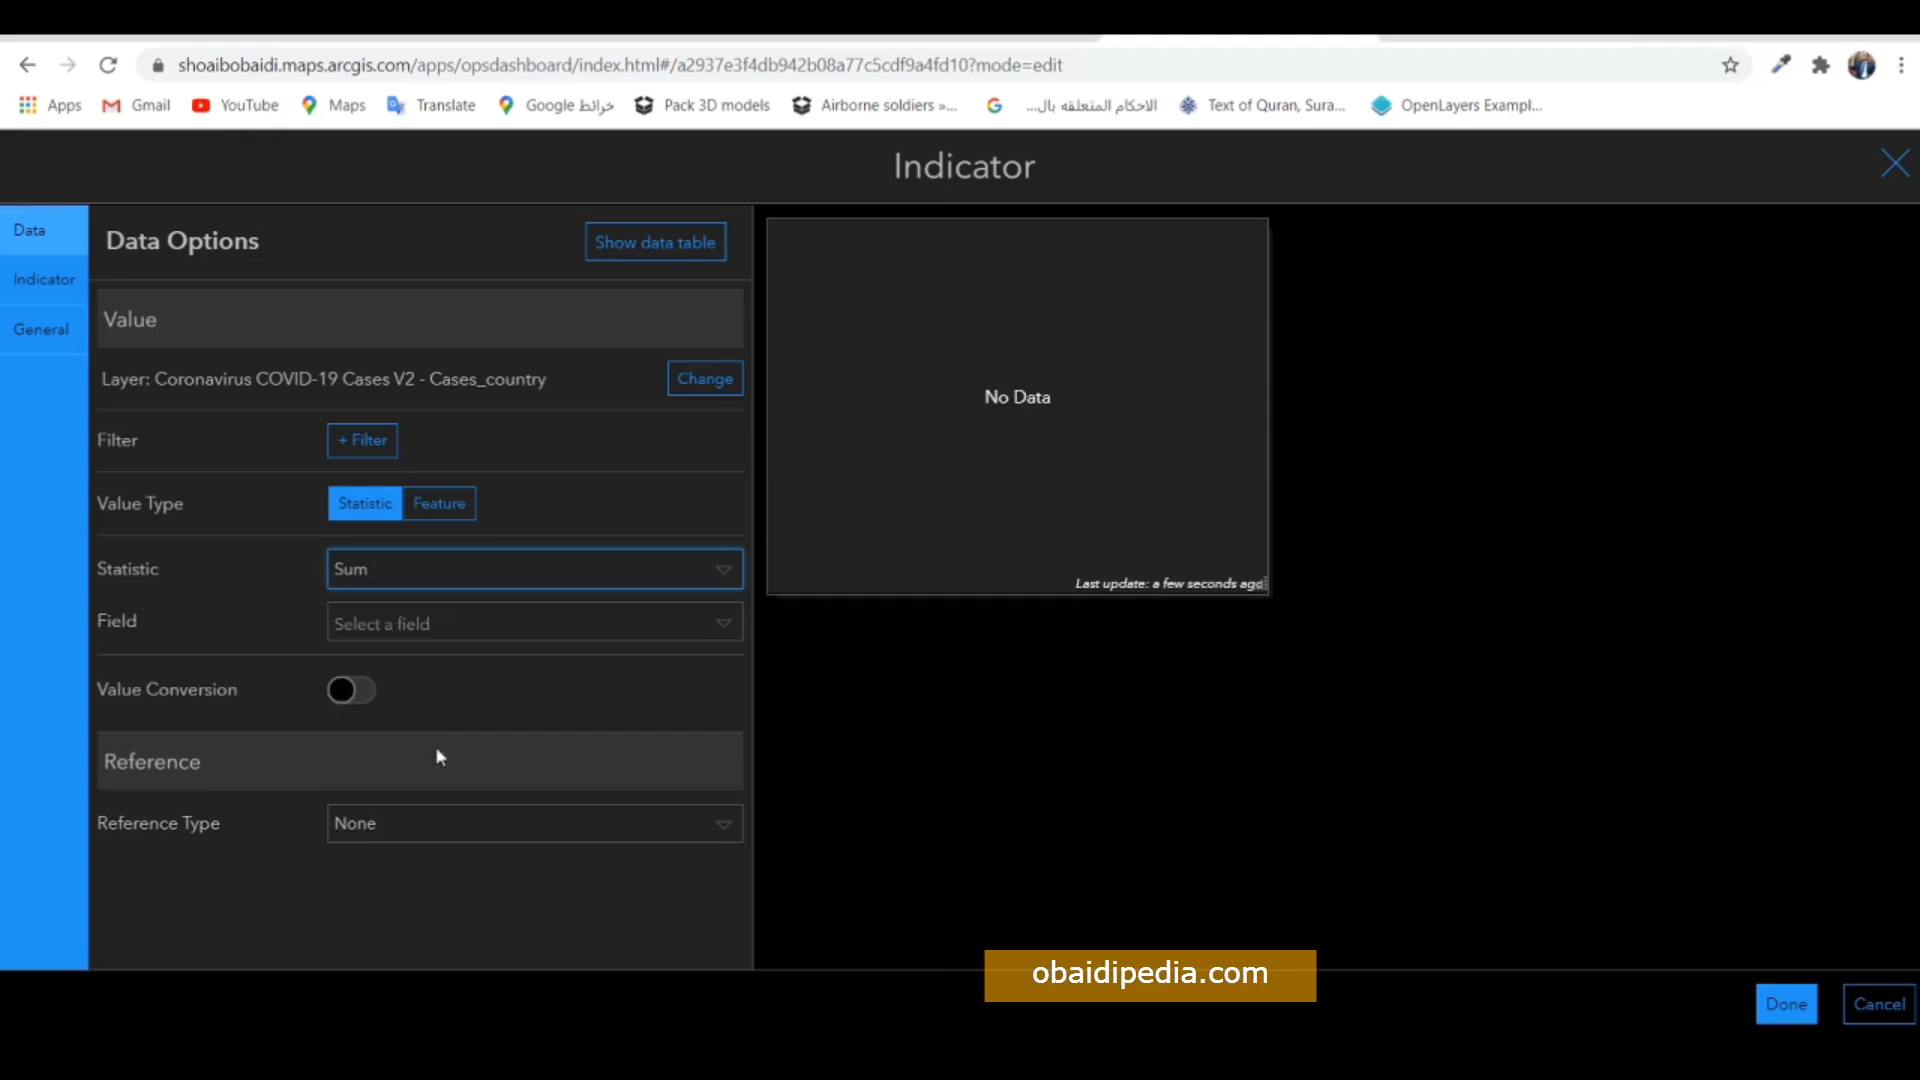 shoaibobaidi.maps.arcgis.com/apps/opsdashboard/index.html#/a2937e3f4db942b08a77c5cdf9a4fd10?mode=edit
Apps Gmail YouTube Maps Translate Google خرائط Pack 3D models Airborne soldiers »... الاحكام المتعلقه بال... Text of Quran, Sura... OpenLayers Exampl...
Indicator
Data
Indicator
General
Data Options
Show data table
Value
Layer: Coronavirus COVID-19 Cases V2 - Cases_country
Change
Filter
+ Filter
Value Type
Statistic Feature
Statistic
Sum
Field
Select a field
Value Conversion
Reference
Reference Type
None
No Data
Last update: a few seconds ago
obaidipedia.com
Done
Cancel